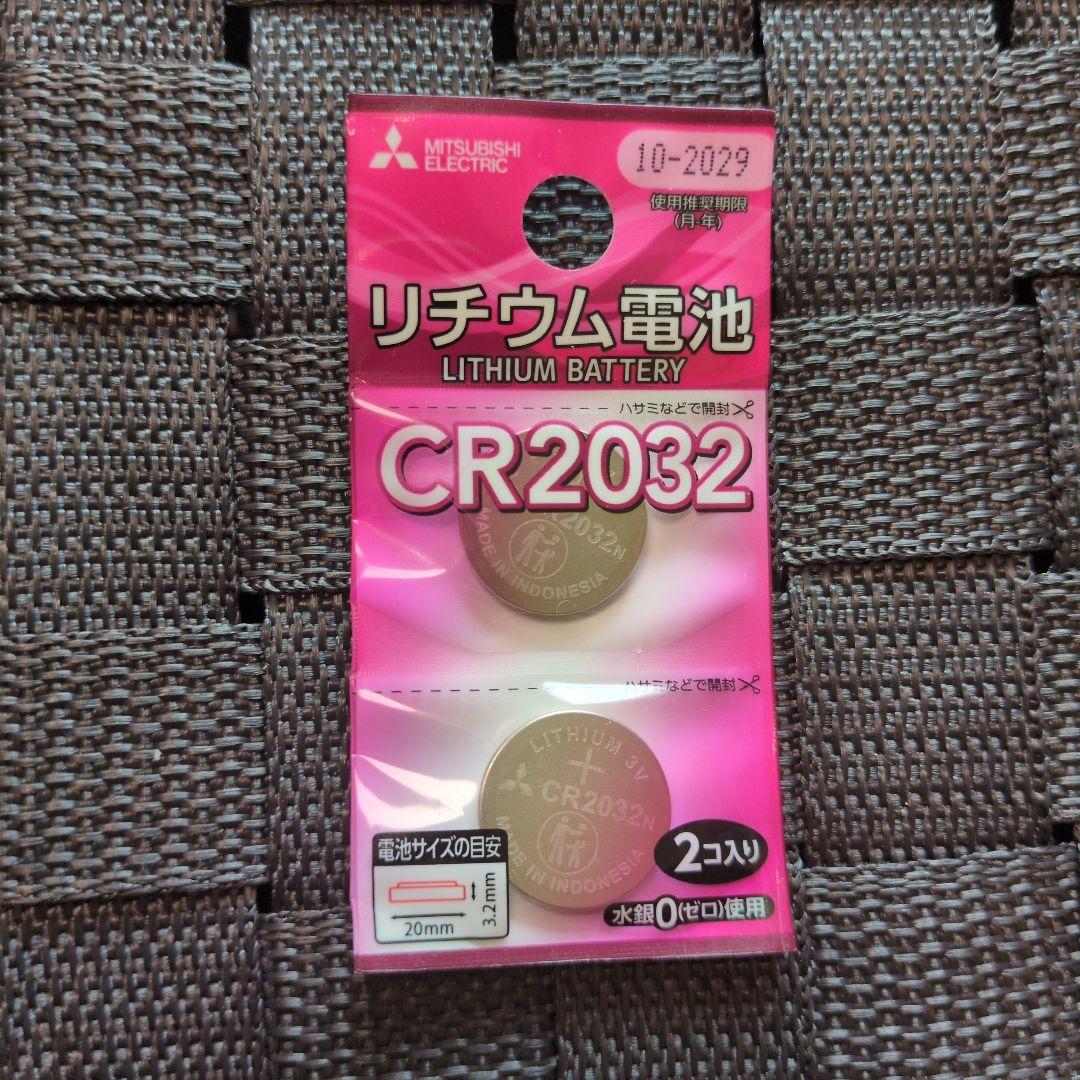 MITSUBISHI
ELECTRIC
10-2029
使用推奨期限
(月-年)
リチウム電池
LITHIUM BATTERY
ハサミなどで開封
CR2032
R2032N
MADE IN INDONESIA
ハサミなどで開封
LITHIUM 3V
+
CR2032N
MADE IN INDONESIA
電池サイズの目安
3.2mm
20mm
2コ入り
水銀0(ゼロ)使用